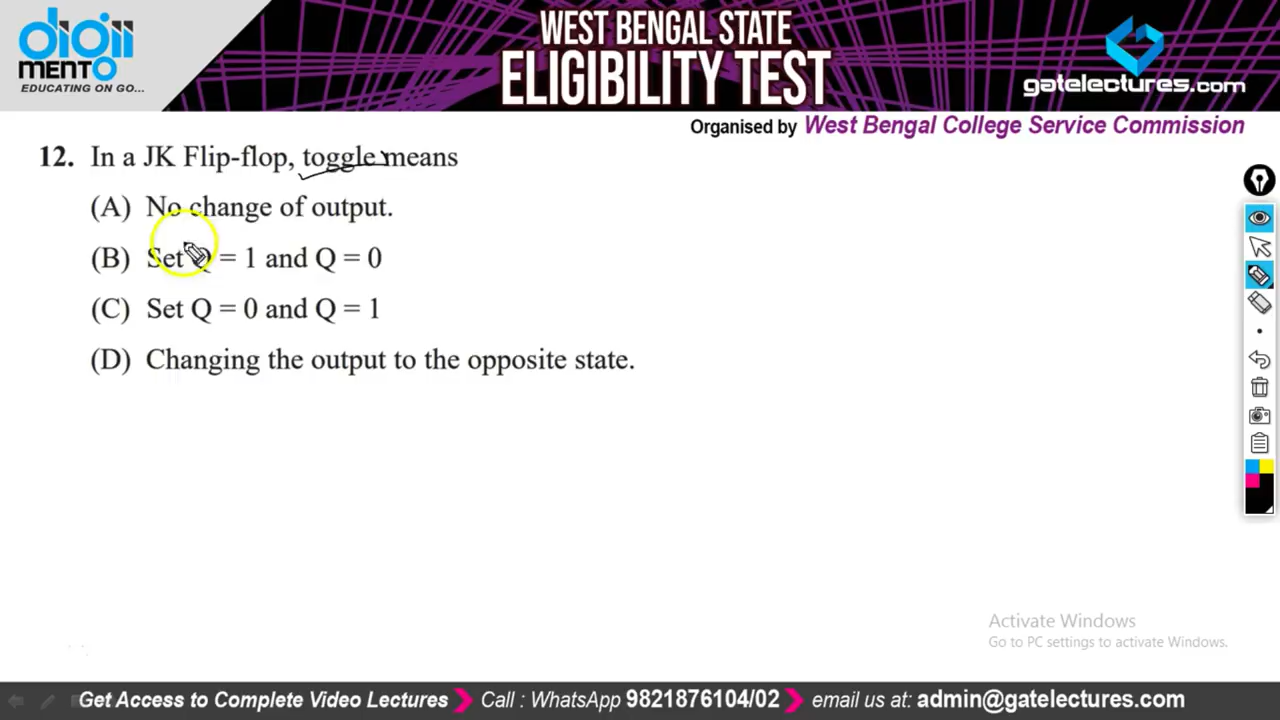 digii
MENTO
EDUCATING ON GO...
WEST BENGAL STATE
ELIGIBILITY TEST
gatelectures.com
Organised by West Bengal College Service Commission
12. In a JK Flip-flop, toggle means
(A) No change of output.
(B) Set Q = 1 and Q = 0
(C) Set Q = 0 and Q = 1
(D) Changing the output to the opposite state.
Activate Windows
Go to PC settings to activate Windows.
Get Access to Complete Video Lectures Call : WhatsApp 9821876104/02 email us at: admin@gatelectures.com